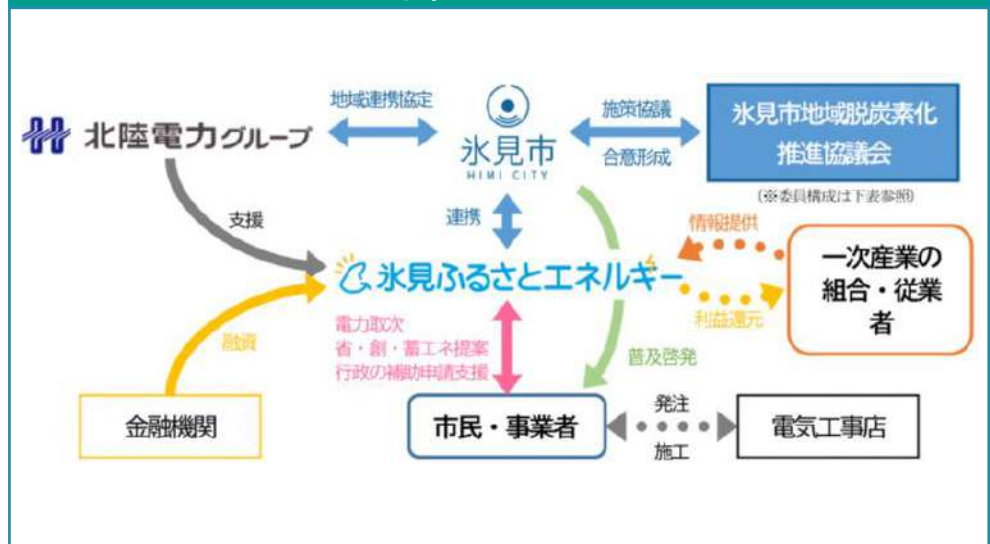 地域連携協定
施策協議
氷見市地域脱炭素化
推進協議会
北陸電力グループ
氷見市
HIMI CITY
合意形成
(※委員構成は下表参照)
支援
連携
情報提供
一次産業の
組合・従業
者
氷見ふるさとエネルギー
利益還元
融資
電力取次
省・創・蓄エネ提案
行政の補助申請支援
普及啓発
金融機関
市民・事業者
発注
施工
電気工事店